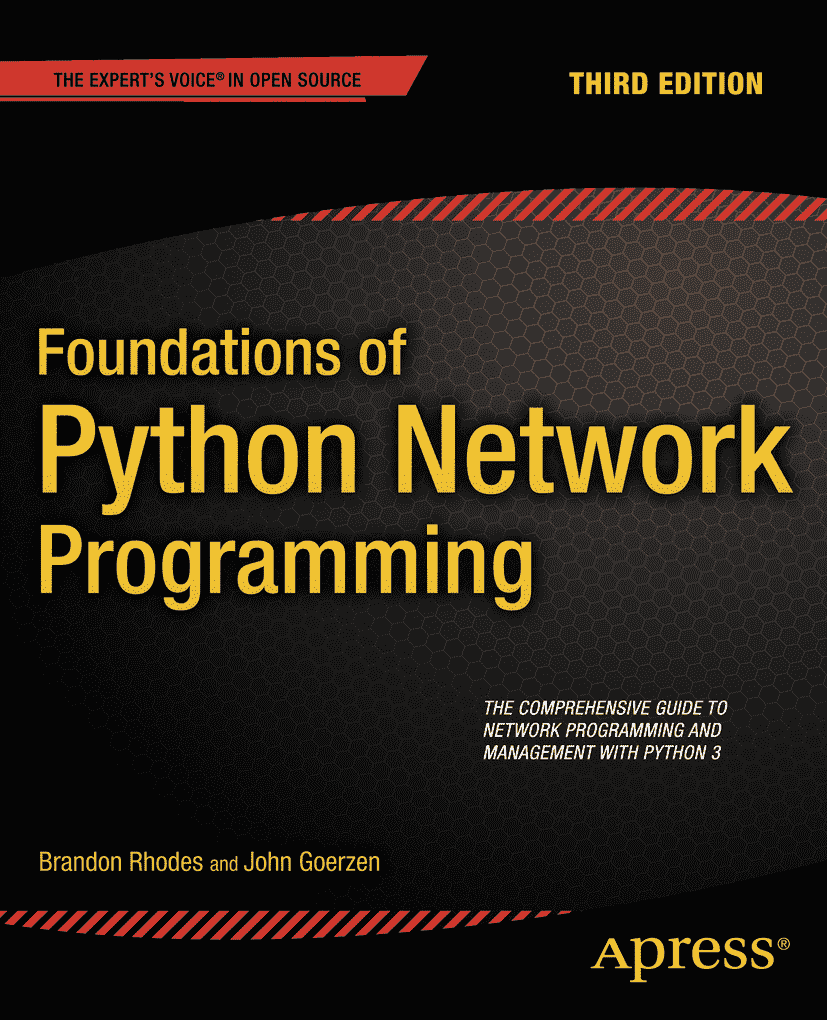 THE EXPERT'S VOICE® IN OPEN SOURCE
THIRD EDITION
Foundations of
Python Network
Programming
THE COMPREHENSIVE GUIDE TO
NETWORK PROGRAMMING AND
MANAGEMENT WITH PYTHON 3
Brandon Rhodes and John Goerzen
Apress®